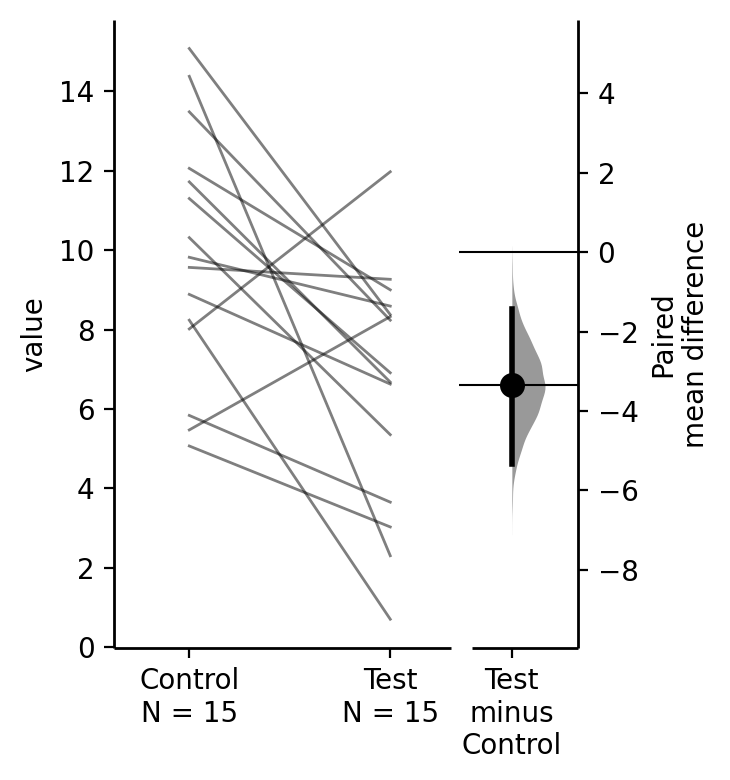 14
12
10
8
6
4
2
0
value
Control
N = 15
Test
N = 15
4
2
0
−2
−4
−6
−8
Paired
mean difference
Test
minus
Control